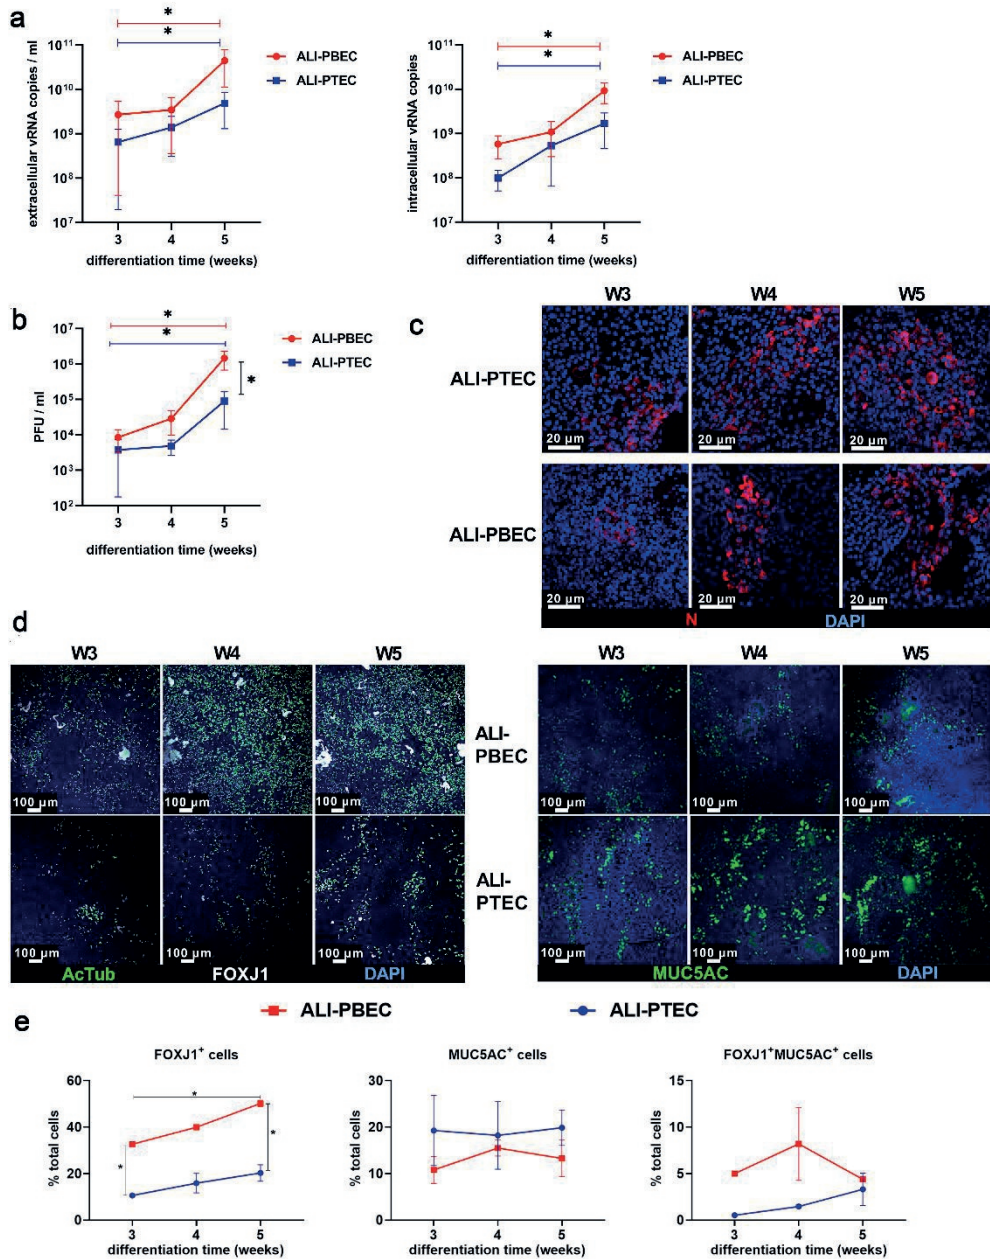 a
*
*
extracellular vRNA copies / ml
10¹¹
10¹⁰
10⁹
10⁸
10⁷
3 4 5
differentiation time (weeks)
ALI-PBEC
ALI-PTEC
*
*
intracellular vRNA copies
10¹¹
10¹⁰
10⁹
10⁸
10⁷
3 4 5
differentiation time (weeks)
ALI-PBEC
ALI-PTEC
b
*
*
*
PFU / ml
10⁷
10⁶
10⁵
10⁴
10³
10²
3 4 5
differentiation time (weeks)
ALI-PBEC
ALI-PTEC
c
W3 W4 W5
ALI-PTEC
20 µm 20 µm 20 µm
ALI-PBEC
20 µm 20 µm 20 µm
N DAPI
d
W3 W4 W5
100 µm 100 µm 100 µm
100 µm 100 µm 100 µm
AcTub FOXJ1 DAPI
ALI-
PBEC
ALI-
PTEC
W3 W4 W5
100 µm 100 µm 100 µm
100 µm 100 µm 100 µm
MUC5AC DAPI
e
ALI-PBEC ALI-PTEC
FOXJ1⁺ cells
% total cells
60
40
20
0
*
*
*
3 4 5
differentiation time (weeks)
MUC5AC⁺ cells
% total cells
30
20
10
0
3 4 5
differentiation time (weeks)
FOXJ1⁺MUC5AC⁺ cells
% total cells
15
10
5
0
3 4 5
differentiation time (weeks)